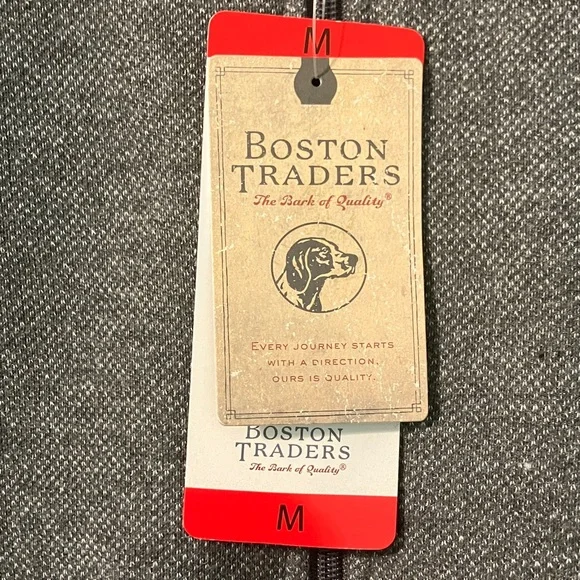 M
BOSTON
TRADERS
The Bark of Quality®
EVERY JOURNEY STARTS
WITH A DIRECTION.
OURS IS QUALITY.
BOSTON
TRADERS
The Bark of Quality®
M